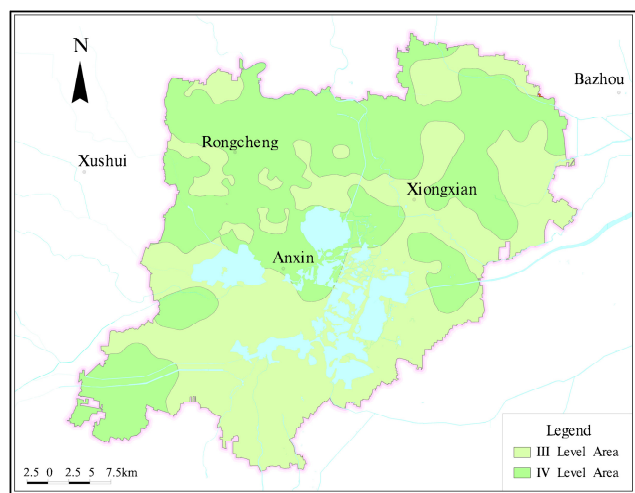 N
Bazhou
Rongcheng
Xushui
Xiongxian
Anxin
Legend
III Level Area
IV Level Area
2.5 0 2.5 5 7.5km